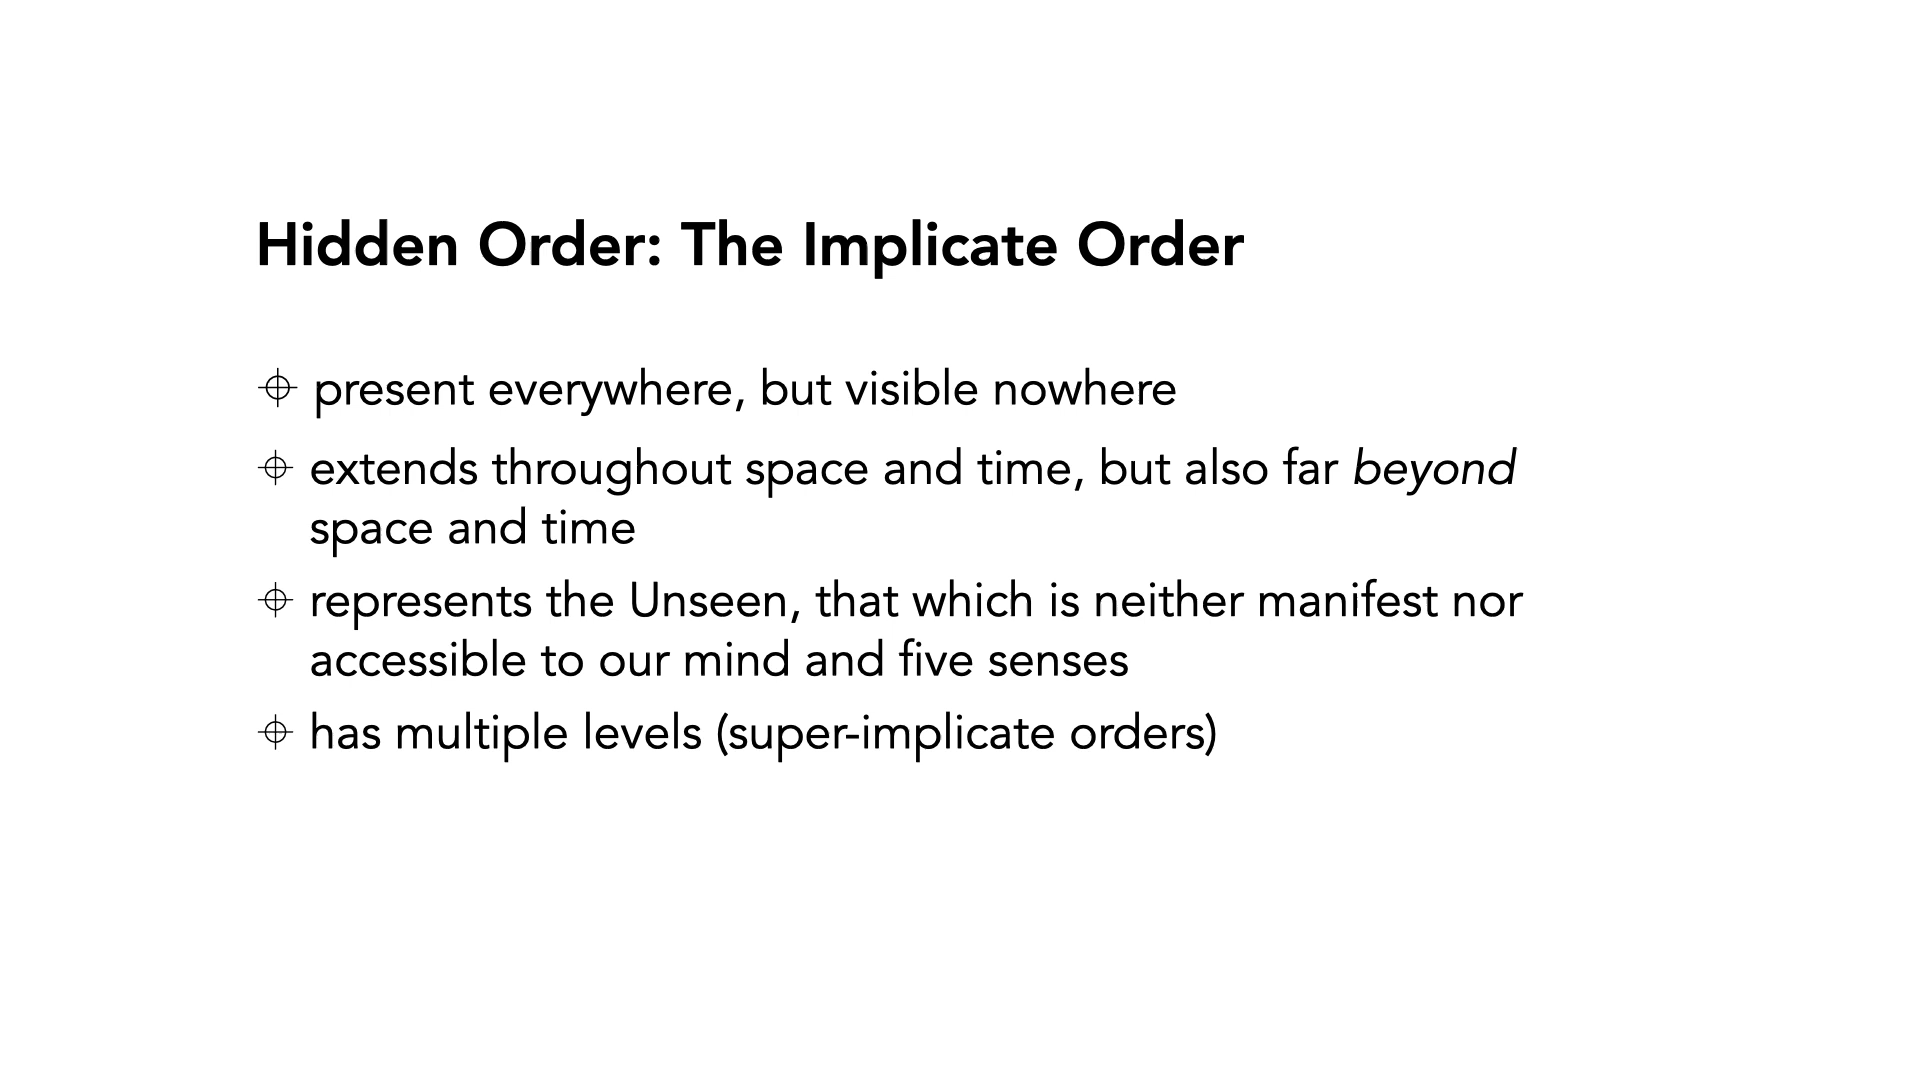 Hidden Order: The Implicate Order
⌖ present everywhere, but visible nowhere
⌖ extends throughout space and time, but also far beyond
space and time
⌖ represents the Unseen, that which is neither manifest nor
accessible to our mind and five senses
⌖ has multiple levels (super-implicate orders)